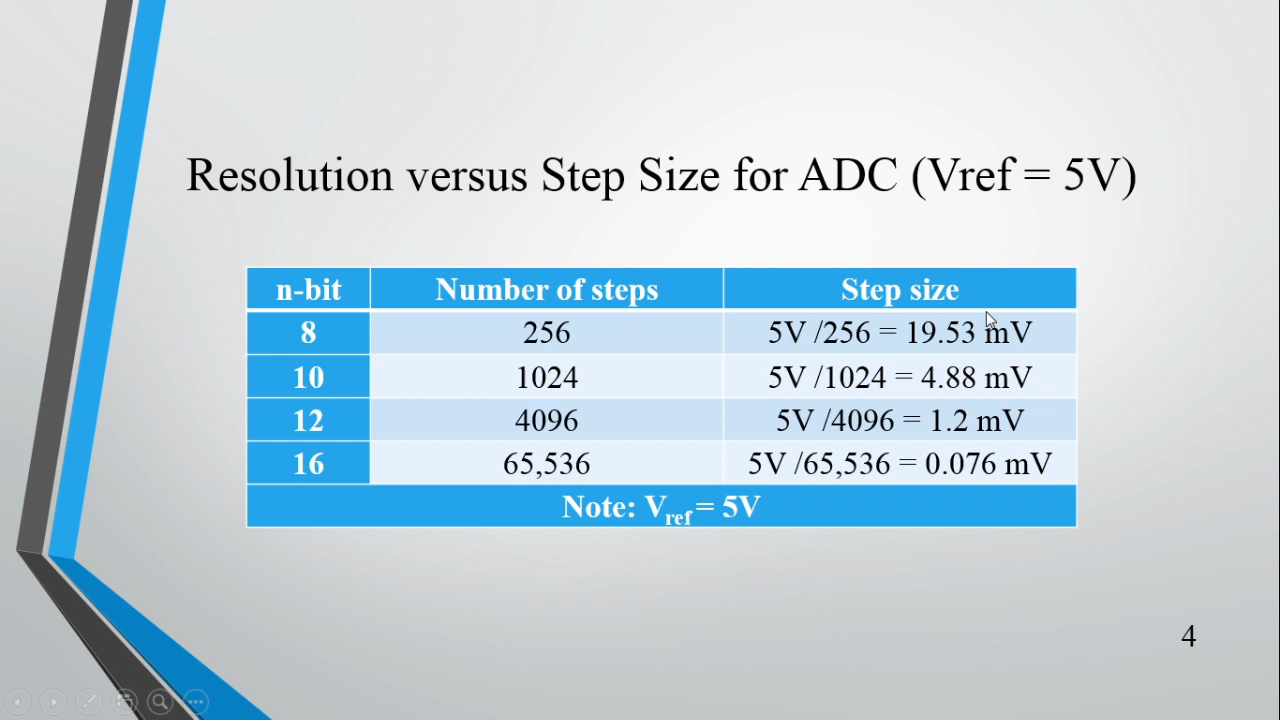 Resolution versus Step Size for ADC (Vref = 5V)
n-bit Number of steps Step size
8 256 5V /256 = 19.53 mV
10 1024 5V /1024 = 4.88 mV
12 4096 5V /4096 = 1.2 mV
16 65,536 5V /65,536 = 0.076 mV
Note: Vref = 5V
4